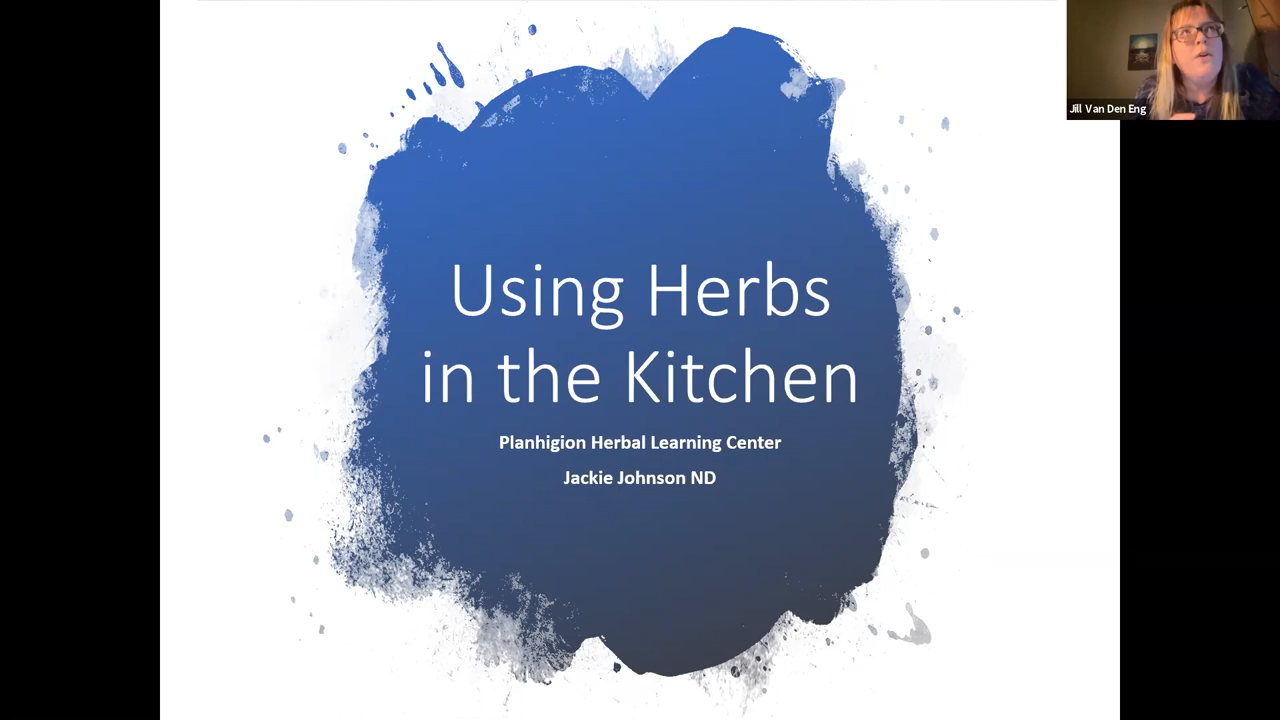 Using Herbs
in the Kitchen
Planhigion Herbal Learning Center
Jackie Johnson ND
Jill Van Den Eng